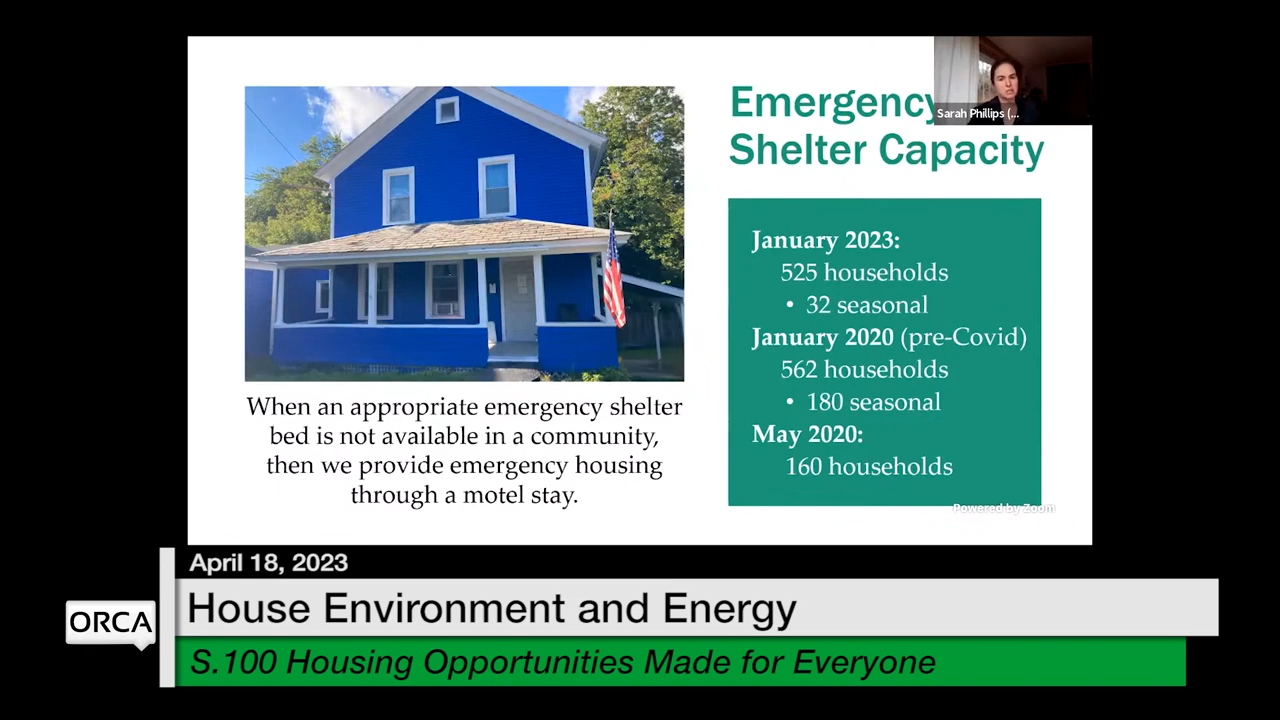 Emergency
Shelter Capacity
Sarah Phillips (...
January 2023:
525 households
• 32 seasonal
January 2020 (pre-Covid)
562 households
• 180 seasonal
May 2020:
160 households
When an appropriate emergency shelter
bed is not available in a community,
then we provide emergency housing
through a motel stay.
Powered by Zoom
April 18, 2023
ORCA
House Environment and Energy
S.100 Housing Opportunities Made for Everyone